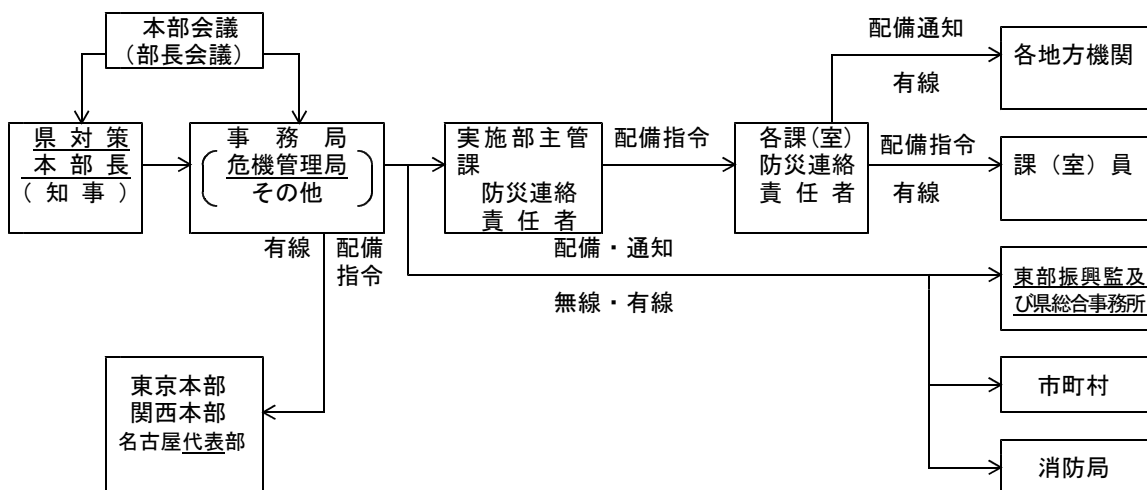 本部会議
(部長会議)
県対策
本部長
(知事)
事務局
危機管理局
その他
実施部主管
課
防災連絡
責任者
配備指令
各課(室)
防災連絡
責任者
配備通知
有線
各地方機関
配備指令
有線
課(室)員
有線
配備
指令
配備・通知
無線・有線
東部振興監及
び県総合事務所
東京本部
関西本部
名古屋代表部
市町村
消防局